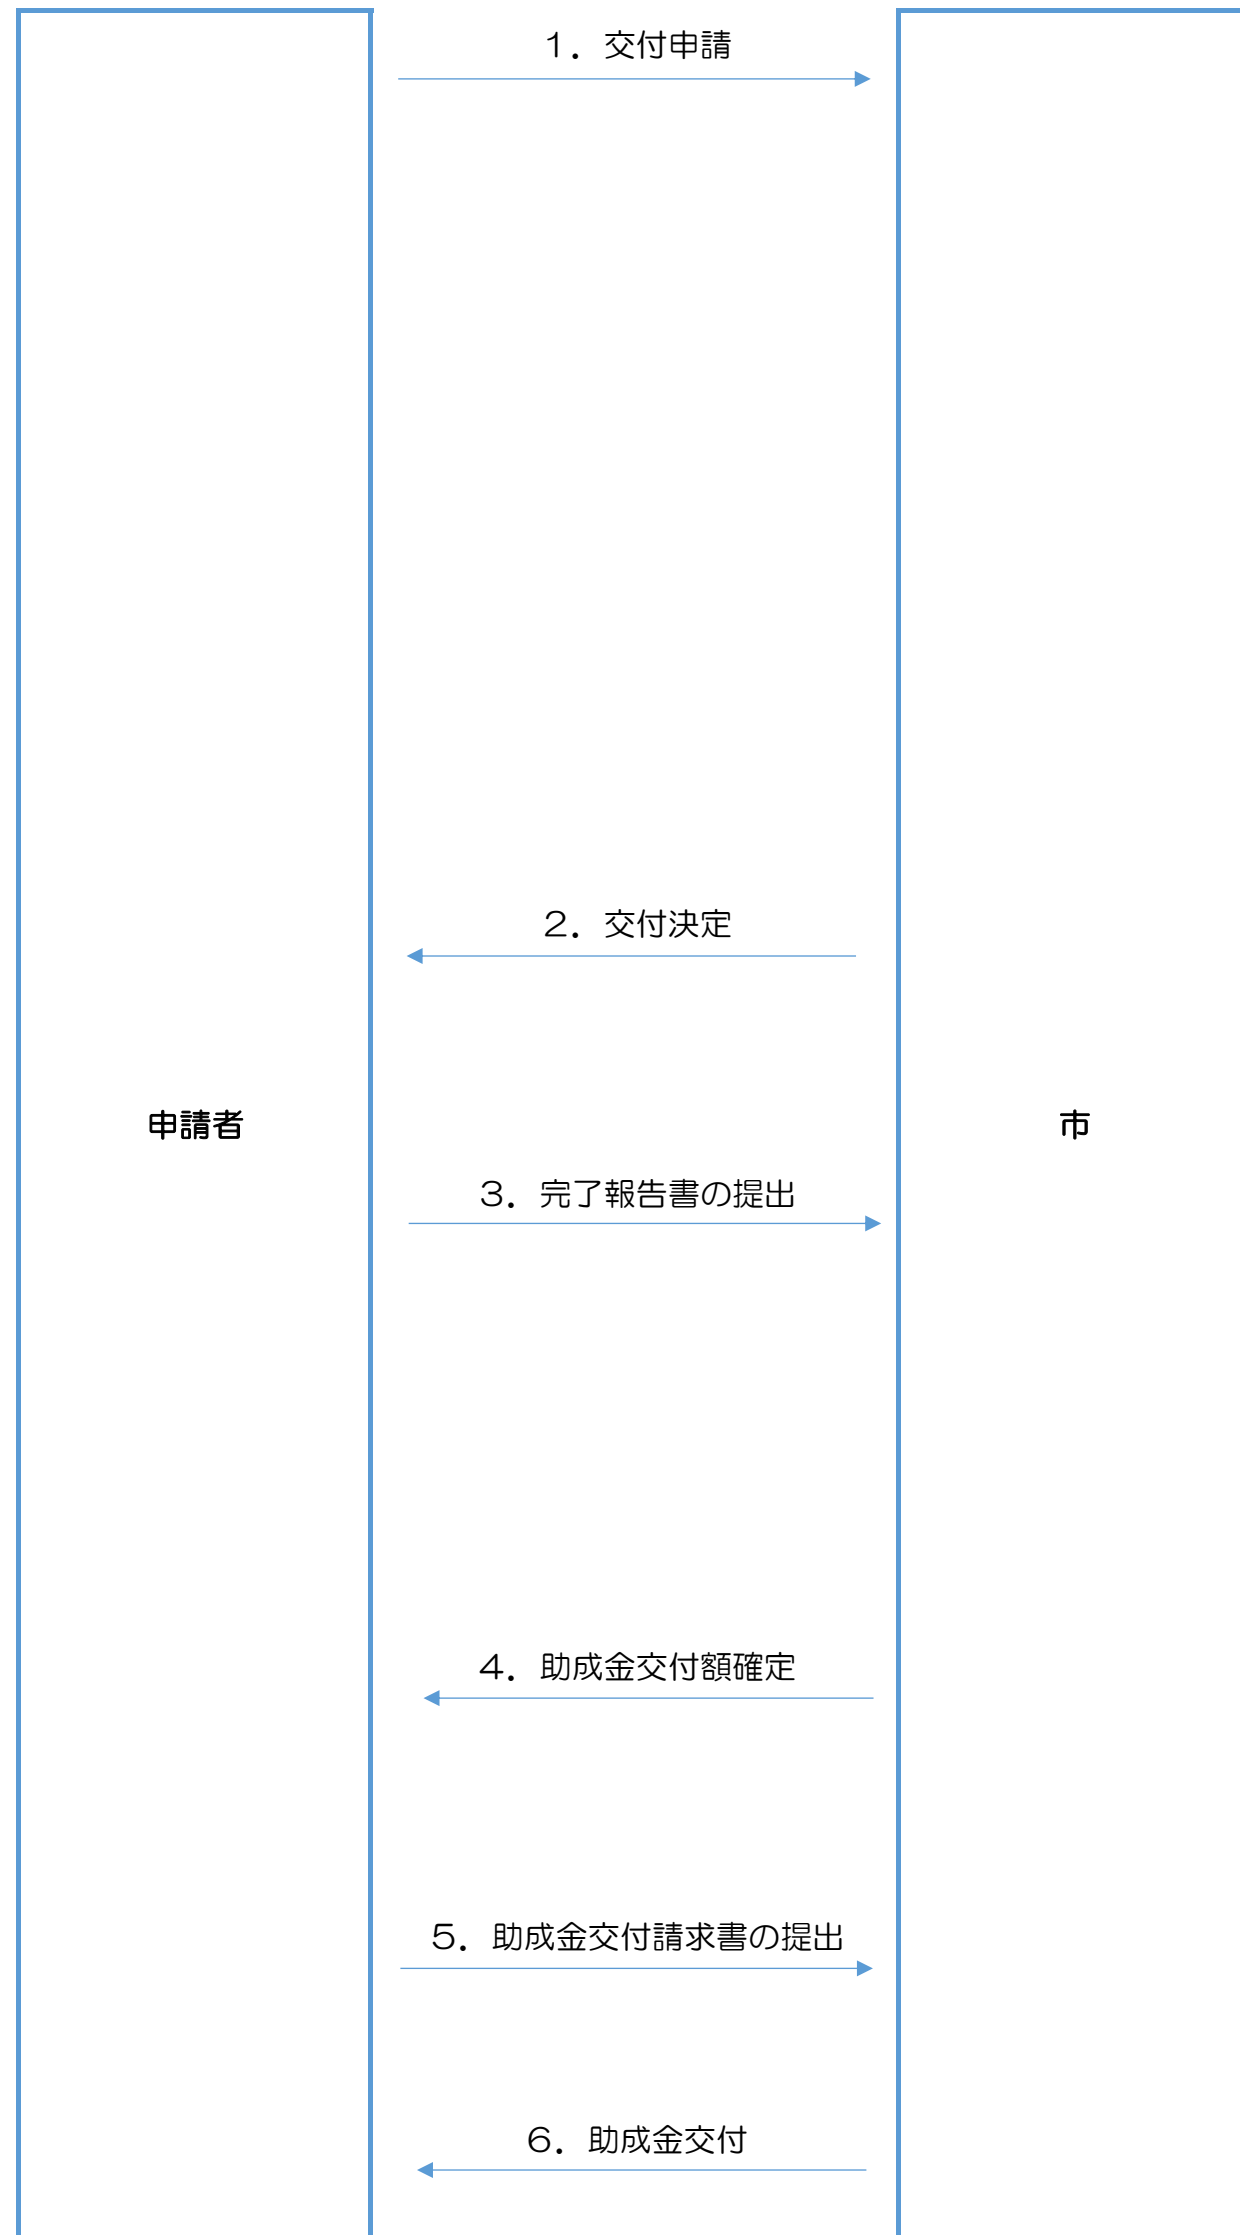 1．交付申請
2．交付決定
申請者
市
3．完了報告書の提出
4．助成金交付額確定
5．助成金交付請求書の提出
6．助成金交付